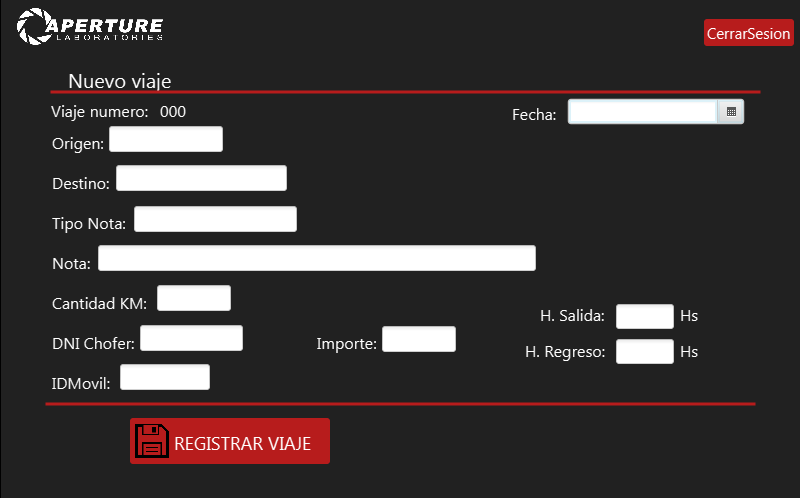 APERTURE
LABORATORIES
CerrarSesion
Nuevo viaje
Viaje numero: 000
Fecha:
Origen:
Destino:
Tipo Nota:
Nota:
Cantidad KM:
H. Salida: Hs
DNI Chofer:
Importe:
H. Regreso: Hs
IDMovil:
REGISTRAR VIAJE